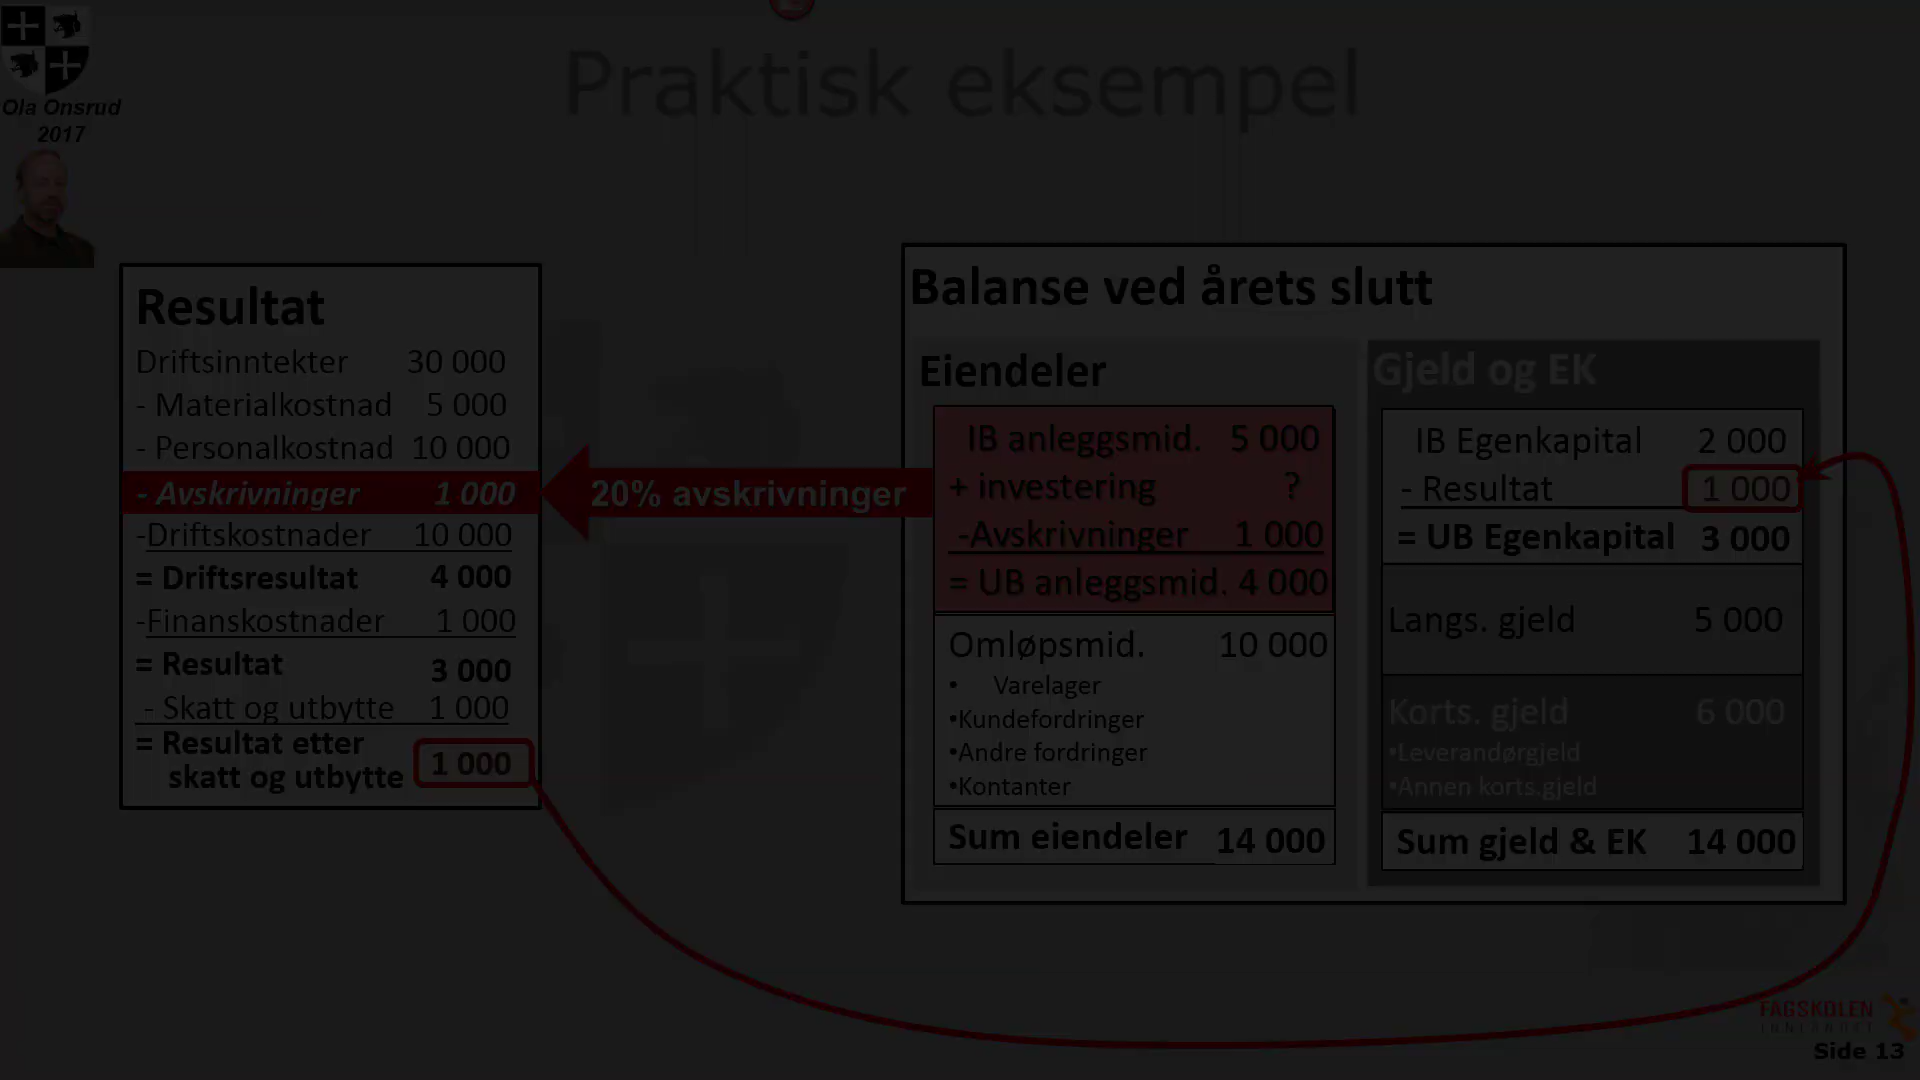 Praktisk eksempel
Ola Onsrud
2017
Resultat
Driftsinntekter 30 000
- Materialkostnad 5 000
- Personalkostnad 10 000
- Avskrivninger 1 000
-Driftskostnader 10 000
= Driftsresultat 4 000
-Finanskostnader 1 000
= Resultat 3 000
- Skatt og utbytte 1 000
= Resultat etter
skatt og utbytte 1 000
20% avskrivninger
Balanse ved årets slutt
Eiendeler
IB anleggsmid. 5 000
+ investering ?
-Avskrivninger 1 000
= UB anleggsmid. 4 000
Omløpsmid. 10 000
• Varelager
•Kundefordringer
•Andre fordringer
•Kontanter
Sum eiendeler 14 000
Gjeld og EK
IB Egenkapital 2 000
- Resultat 1 000
= UB Egenkapital 3 000
Langs. gjeld 5 000
Korts. gjeld 6 000
•Leverandørgjeld
•Annen korts.gjeld
Sum gjeld & EK 14 000
FAGSKOLEN
INNLANDET
Side 13